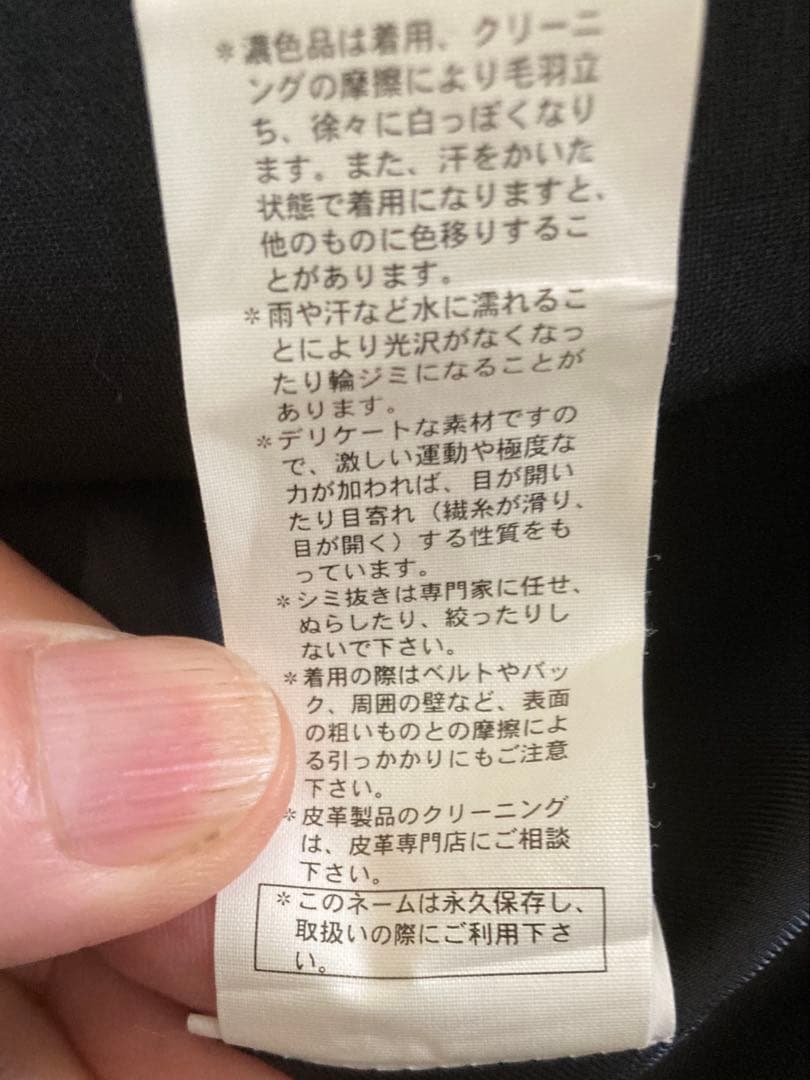 *濃色品は着用、クリーニ
ングの摩擦により毛羽立
ち、徐々に白っぽくなり
ます。また、汗をかいた
状態で着用になりますと、
他のものに色移りするこ
とがあります。
*雨や汗など水に濡れるこ
とにより光沢がなくなっ
たり輪ジミになることが
あります。
*デリケートな素材ですの
で、激しい運動や極度な
力が加われば、目が開い
たり目寄れ（繊糸が滑り、
目が開く）する性質をも
っています。
*シミ抜きは専門家に任せ、
ぬらしたり、絞ったりし
ないで下さい。
*着用の際はベルトやバッ
ク、周囲の壁など、表面
の粗いものとの摩擦によ
る引っかかりにもご注意
下さい。
*皮革製品のクリーニング
は、皮革専門店にご相談
下さい。
*このネームは永久保存し、
取扱いの際にご利用下さ
い。